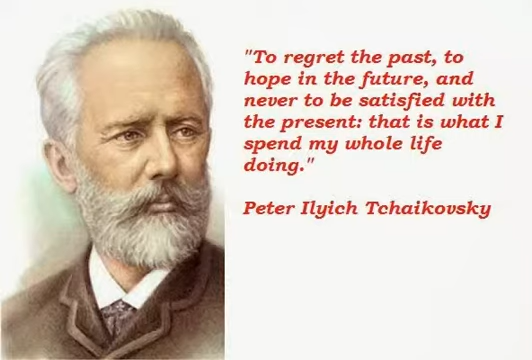 "To regret the past, to
hope in the future, and
never to be satisfied with
the present: that is what I
spend my whole life
doing."
Peter Ilyich Tchaikovsky